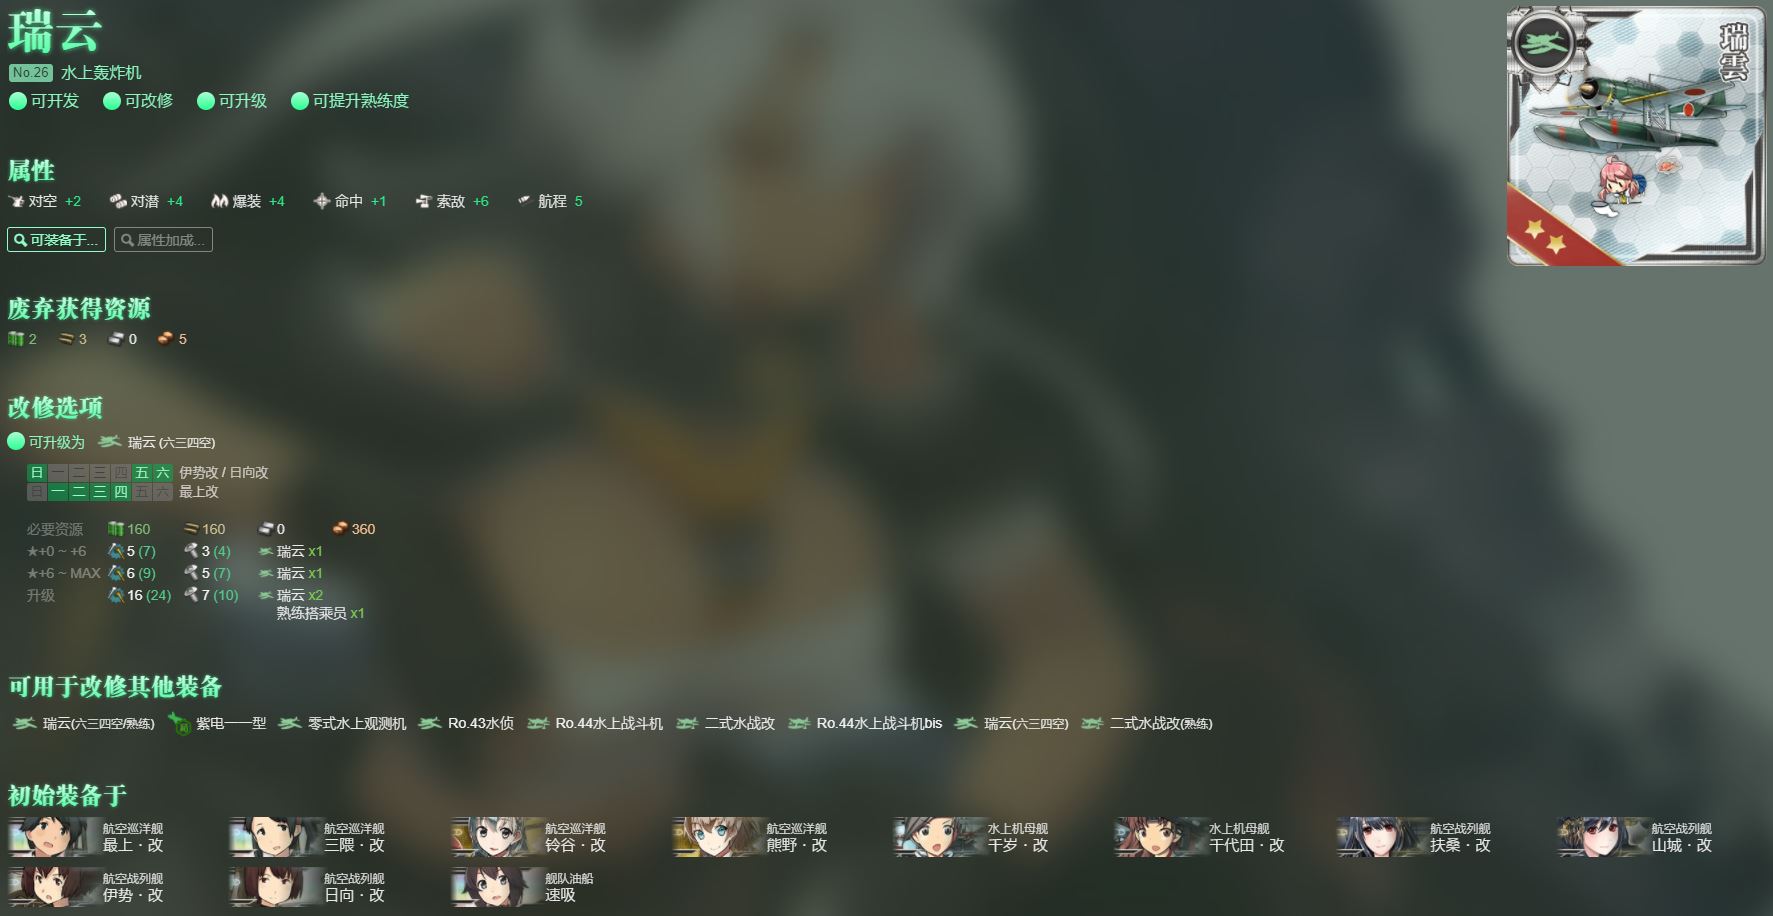 瑞云
No.26 水上轰炸机
可开发 可改修 可升级 可提升熟练度
瑞雲
属性
对空 +2 对潜 +4 爆装 +4 命中 +1 索敌 +6 航程 5
可装备于... 属性加成...
废弃获得资源
2 3 0 5
改修选项
可升级为 瑞云 (六三四空)
日 一 二 三 四 五 六 伊势改 / 日向改
日 一 二 三 四 五 六 最上改
必要资源 160 160 0 360
★+0 ~ +6 5 (7) 3 (4) 瑞云 x1
★+6 ~ MAX 6 (9) 5 (7) 瑞云 x1
升级 16 (24) 7 (10) 瑞云 x2
熟练搭乘员 x1
可用于改修其他装备
瑞云(六三四空/熟练) 紫电一一型 零式水上观测机 Ro.43水侦 Ro.44水上战斗机 二式水战改 Ro.44水上战斗机bis 瑞云(六三四空) 二式水战改(熟练)
初始装备于
航空巡洋舰 航空巡洋舰 航空巡洋舰 航空巡洋舰 水上机母舰 水上机母舰 航空战列舰 航空战列舰
最上・改 三隈・改 铃谷・改 熊野・改 千岁・改 千代田・改 扶桑・改 山城・改
航空战列舰 航空战列舰 舰队油船
伊势・改 日向・改 速吸